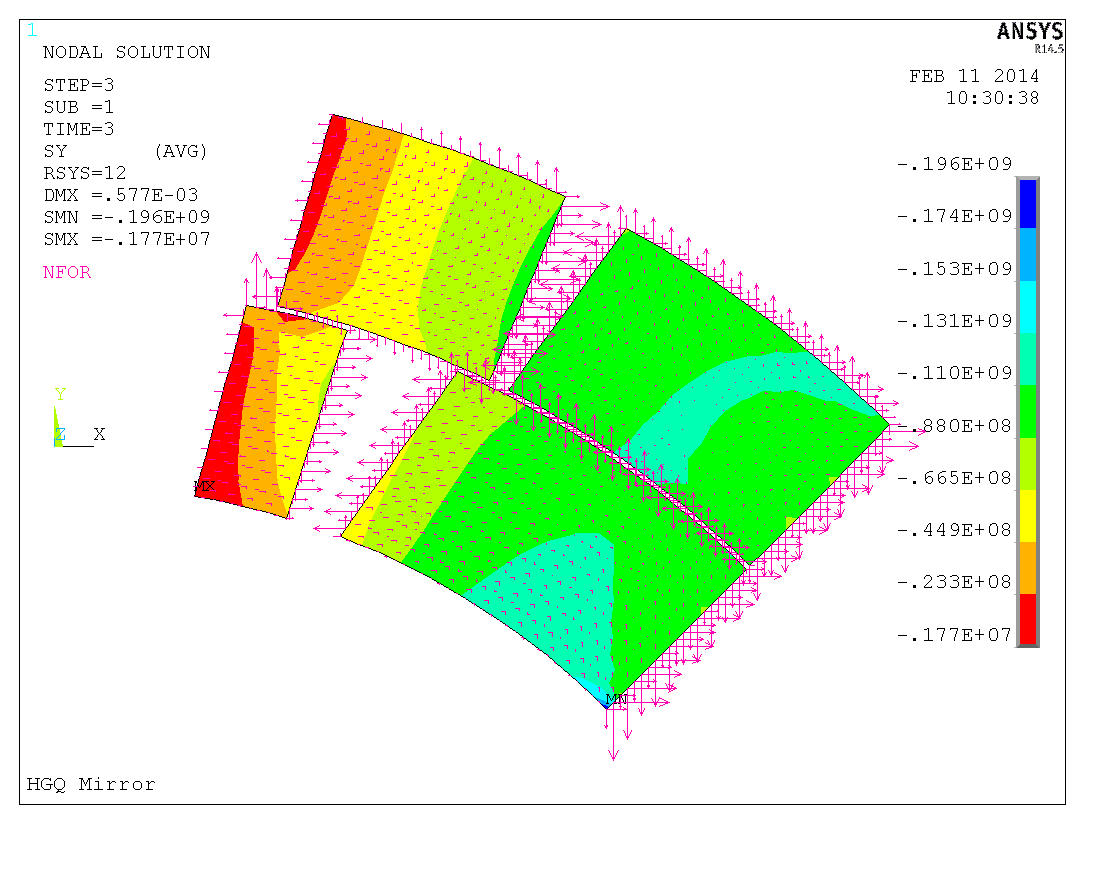 1
ANSYS
R14.5
NODAL SOLUTION
FEB 11 2014
10:30:38
STEP=3
SUB =1
TIME=3
SY (AVG)
RSYS=12
DMX =.577E-03
SMN =-.196E+09
SMX =-.177E+07
NFOR
-.196E+09
-.174E+09
-.153E+09
-.131E+09
-.110E+09
-.880E+08
-.665E+08
-.449E+08
-.233E+08
-.177E+07
Y
Z X
MX
MN
HGQ Mirror